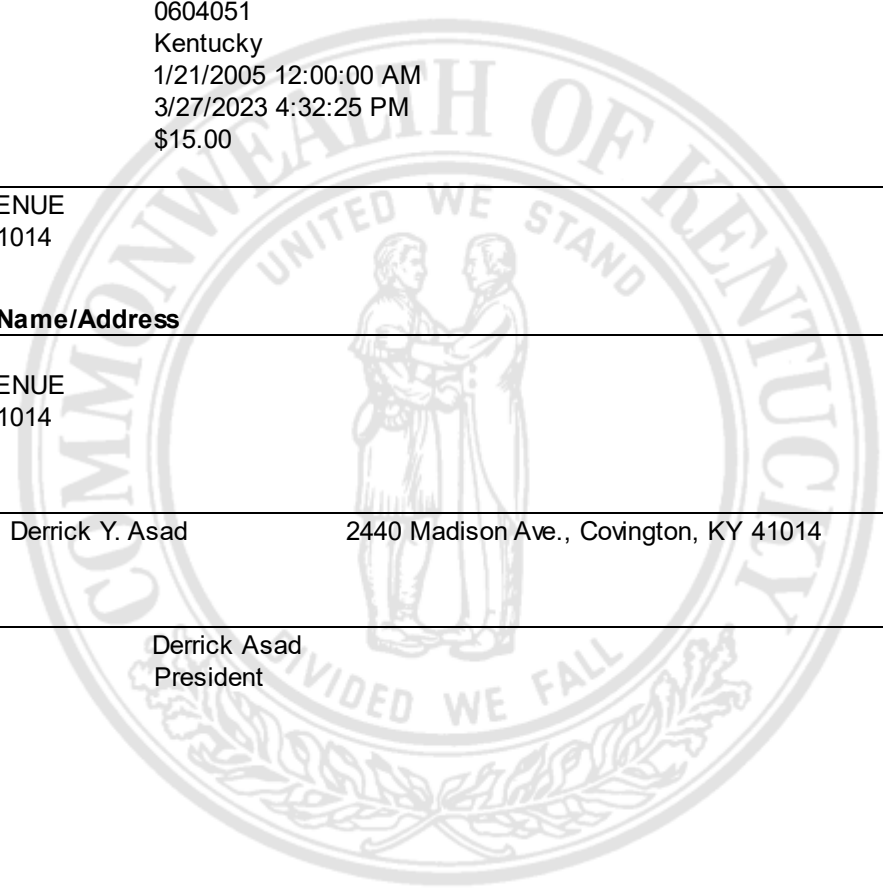 0604051
Kentucky
1/21/2005 12:00:00 AM
3/27/2023 4:32:25 PM
$15.00
ENUE
1014
Name/Address
ENUE
1014
Derrick Y. Asad 2440 Madison Ave., Covington, KY 41014
Derrick Asad
President
COMMONWEALTH OF KENTUCKY
UNITED WE STAND
DIVIDED WE FALL